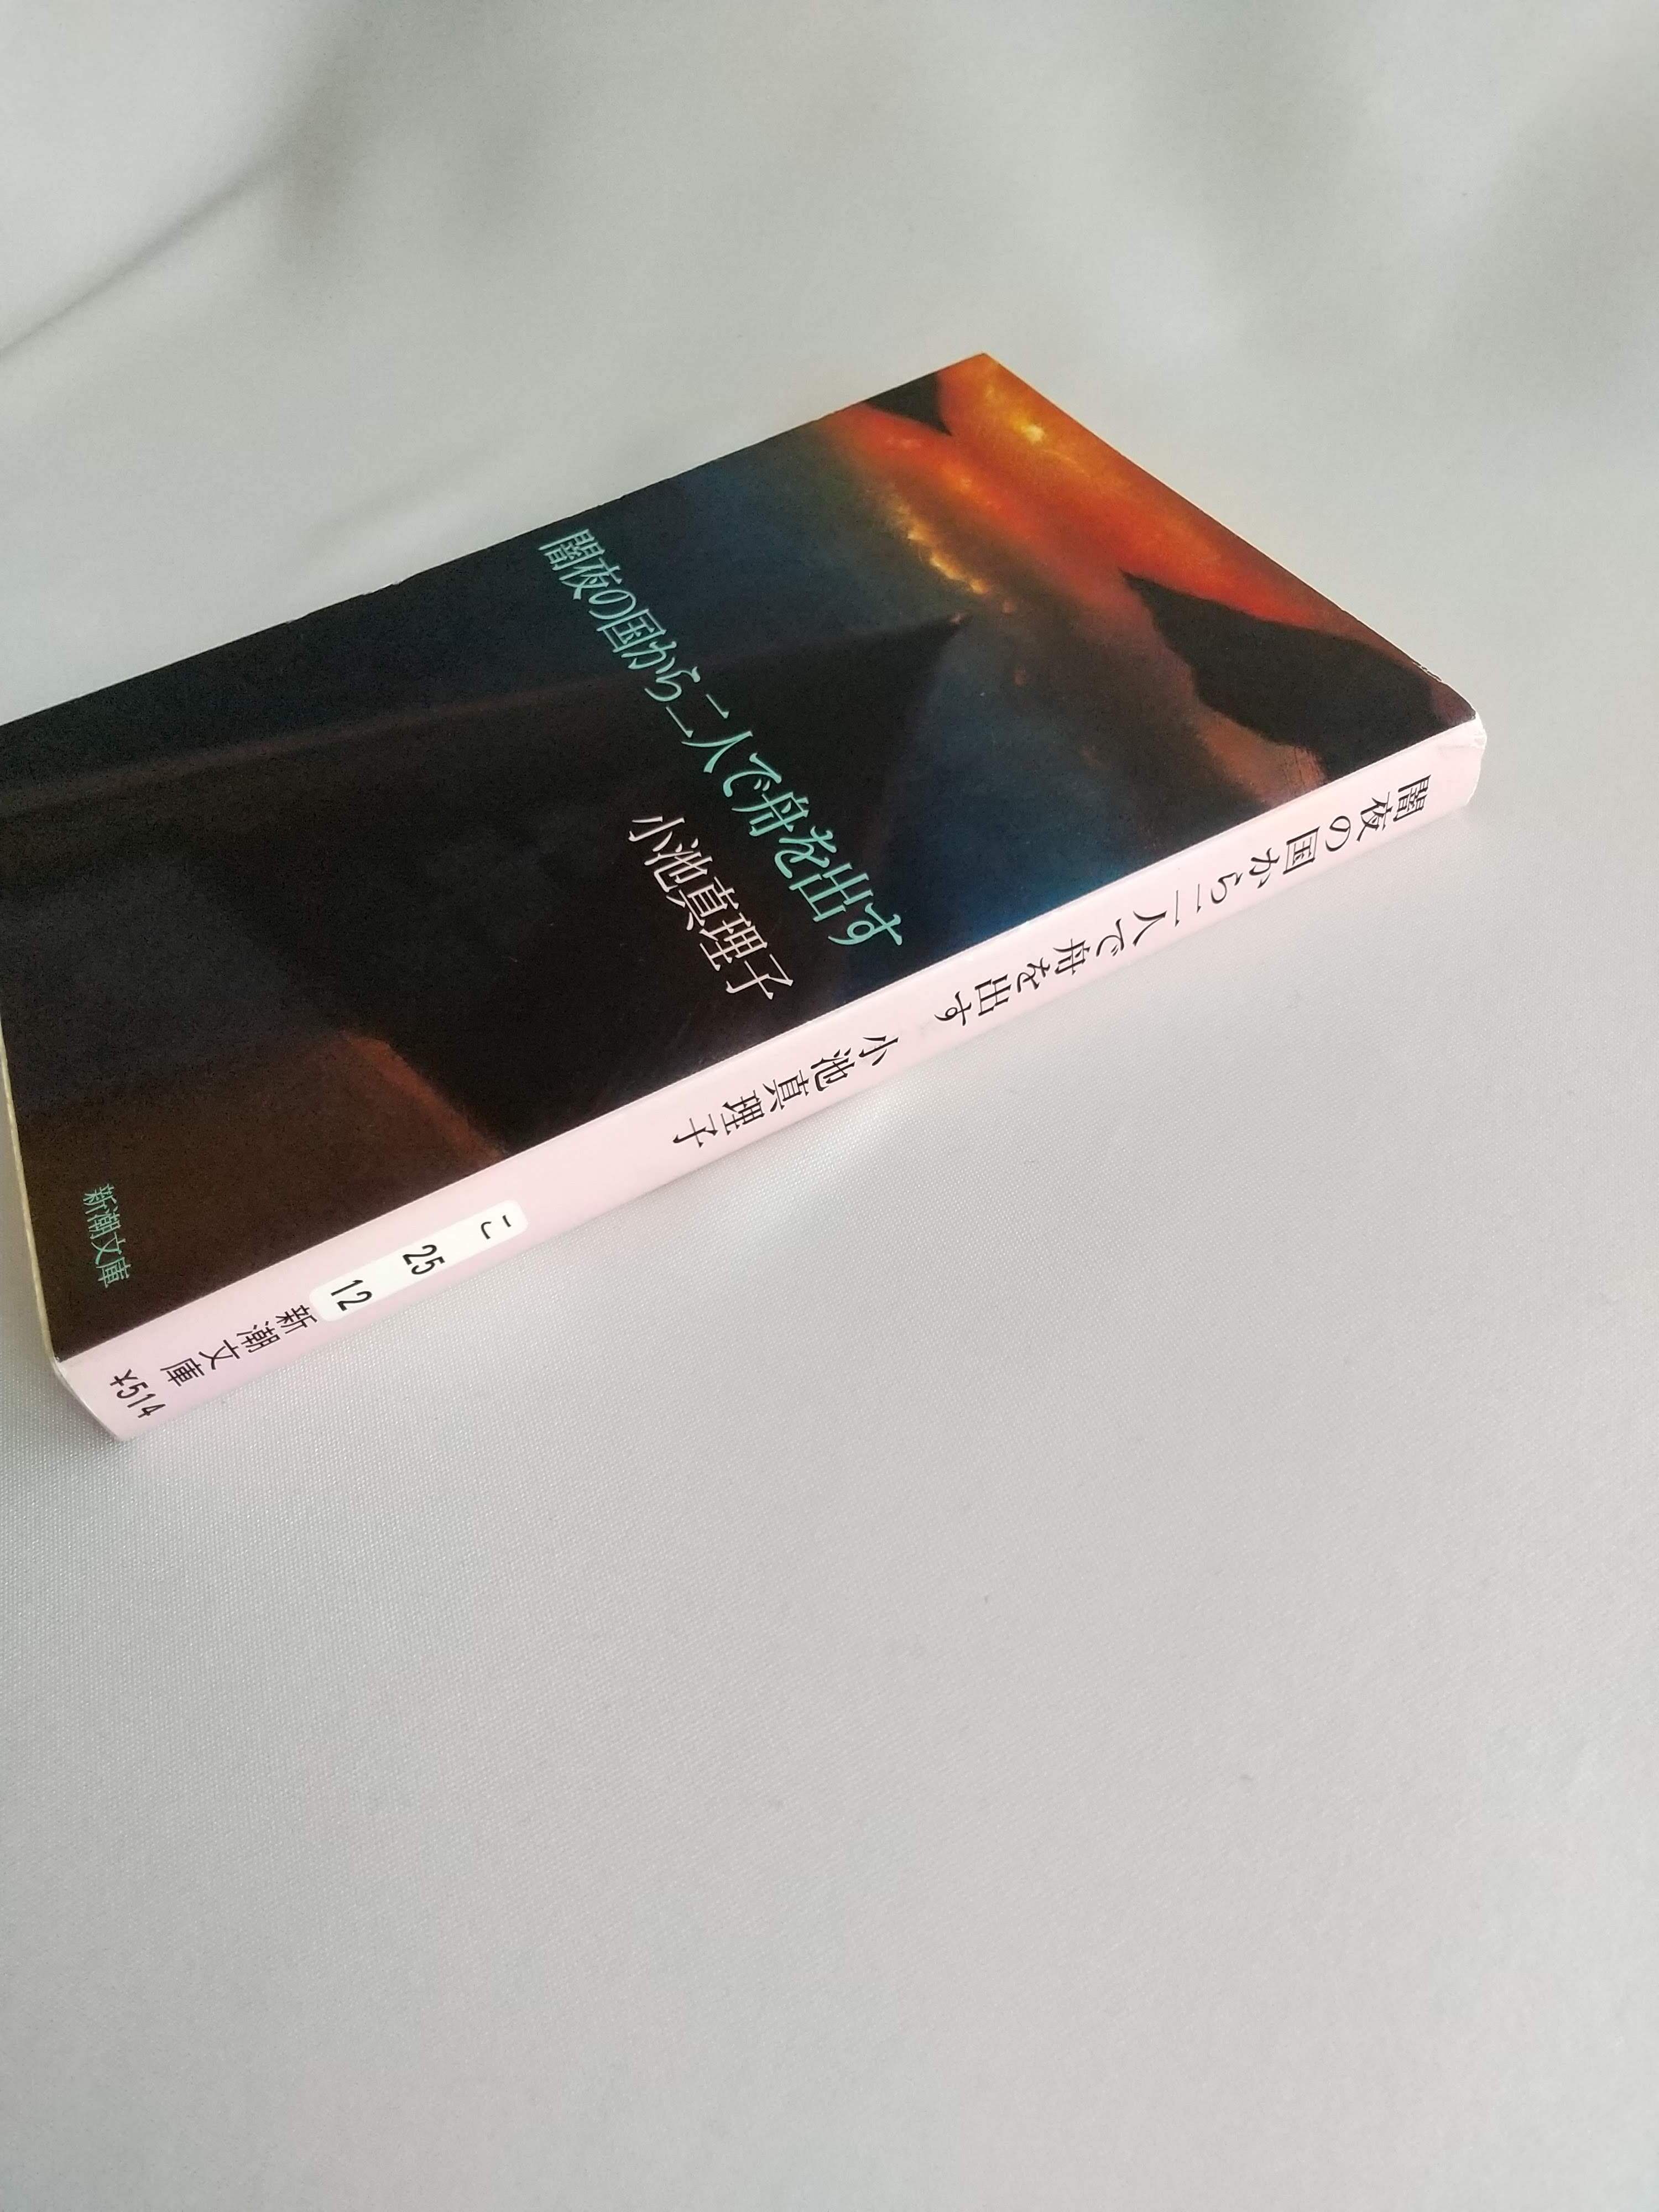 闇夜の国から二人で舟を出す
小池真理子
新潮文庫
闇夜の国から二人で舟を出す 小池真理子
こ 25 12
新潮文庫
¥514